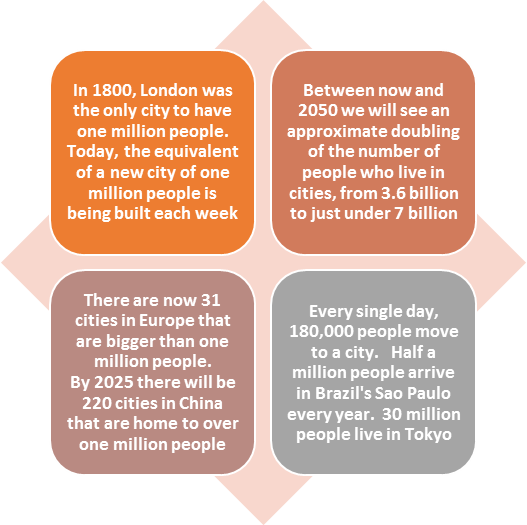 In 1800, London was
the only city to have
one million people.
Today, the equivalent
of a new city of one
million people is
being built each week
Between now and
2050 we will see an
approximate doubling
of the number of
people who live in
cities, from 3.6 billion
to just under 7 billion
There are now 31
cities in Europe that
are bigger than one
million people.
By 2025 there will be
220 cities in China
that are home to over
one million people
Every single day,
180,000 people move
to a city.   Half a
million people arrive
in Brazil's Sao Paulo
every year.  30 million
people live in Tokyo